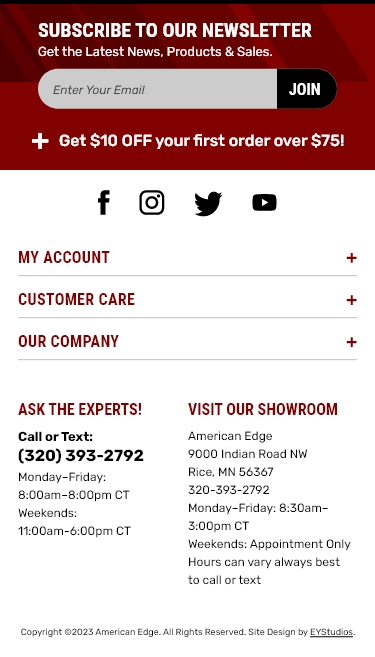 SUBSCRIBE TO OUR NEWSLETTER
Get the Latest News, Products & Sales.
Enter Your Email
JOIN
+ Get $10 OFF your first order over $75!
MY ACCOUNT +
CUSTOMER CARE +
OUR COMPANY +
ASK THE EXPERTS!
Call or Text:
(320) 393-2792
Monday–Friday:
8:00am–8:00pm CT
Weekends:
11:00am-6:00pm CT
VISIT OUR SHOWROOM
American Edge
9000 Indian Road NW
Rice, MN 56367
320-393-2792
Monday–Friday: 8:30am–
3:00pm CT
Weekends: Appointment Only
Hours can vary always best
to call or text
Copyright ©2023 American Edge. All Rights Reserved. Site Design by EYStudios.